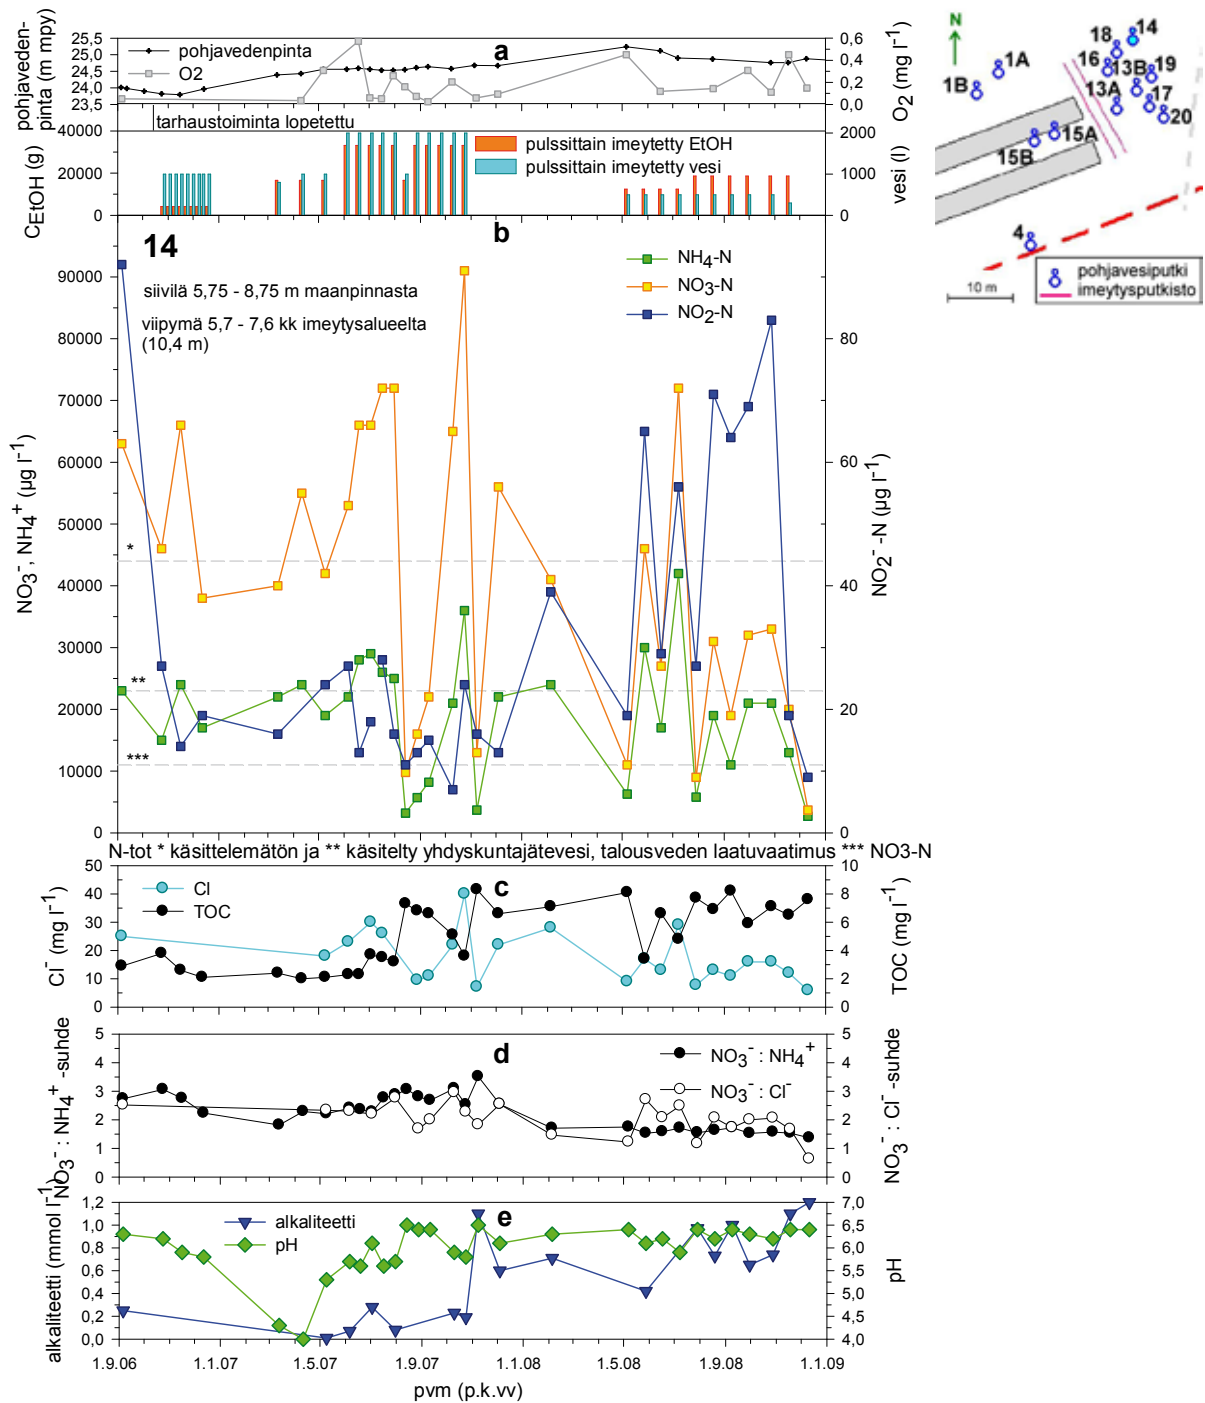 pohjaveden-
pinta (m mpy)
25,5
25,0
24,5
24,0
23,5
pohjavedenpinta
O2
a
0,6
0,4
0,2
0,0
O2 (mg l-1)
tarhaustoiminta lopetettu
CEtOH (g)
40000
20000
0
pulssittain imeytetty EtOH
pulssittain imeytetty vesi
2000
1000
0
vesi (l)
14
b
siivilä 5,75 - 8,75 m maanpinnasta
viipymä 5,7 - 7,6 kk imeytysalueelta
(10,4 m)
NH4-N
NO3-N
NO2-N
NO3-, NH4+ (µg l-1)
90000
80000
70000
60000
50000
40000
30000
20000
10000
0
*
**
***
80
60
40
20
0
NO2- -N (µg l-1)
N-tot * käsittelemätön ja ** käsitelty yhdyskuntajätevesi, talousveden laatuvaatimus *** NO3-N
Cl- (mg l-1)
50
40
30
20
10
0
Cl
TOC
c
10
8
6
4
2
0
TOC (mg l-1)
NO3- : NH4+ -suhde
5
4
3
2
1
0
d
NO3- : NH4+
NO3- : Cl-
5
4
3
2
1
0
NO3- : Cl- -suhde
alkaliteetti (mmol l-1)
1,2
1,0
0,8
0,6
0,4
0,2
0,0
alkaliteetti
pH
e
7,0
6,5
6,0
5,5
5,0
4,5
4,0
pH
1.9.06
1.1.07
1.5.07
1.9.07
1.1.08
1.5.08
1.9.08
1.1.09
pvm (p.k.vv)
N
14
18
1A
16
13B
19
1B
13A
17
20
15A
15B
4
10 m
pohjavesiputki
imeytysputkisto